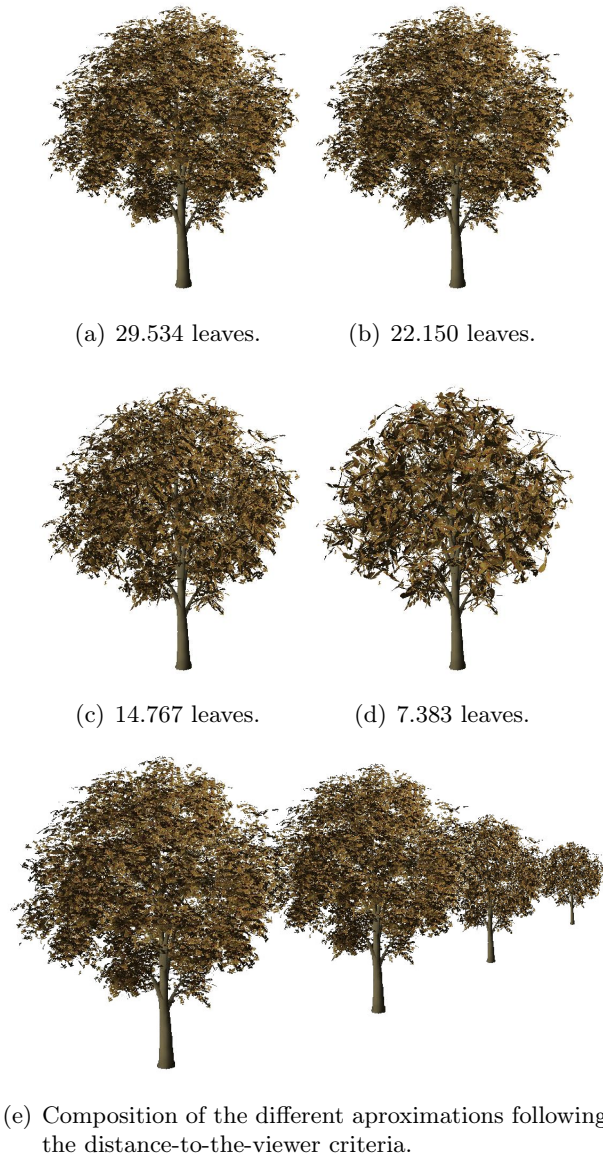 (a) 29.534 leaves.
(b) 22.150 leaves.
(c) 14.767 leaves.
(d) 7.383 leaves.
(e) Composition of the different aproximations following
the distance-to-the-viewer criteria.